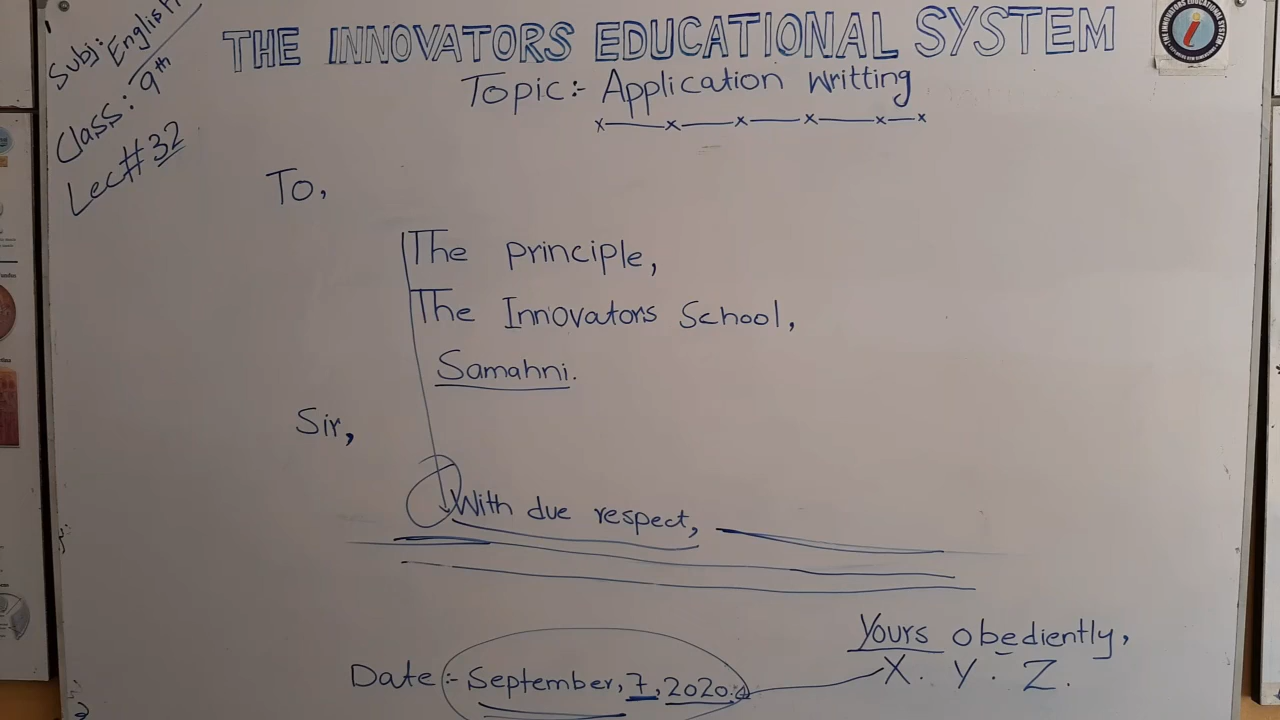 Subj: English
Class: 9th
Lec# 32
THE INNOVATORS EDUCATIONAL SYSTEM
Topic:- Application Writting
To,
The principle,
The Innovators School,
Samahni.
Sir,
With due respect,
Yours obediently,
X. Y. Z.
Date:- September, 7, 2020.